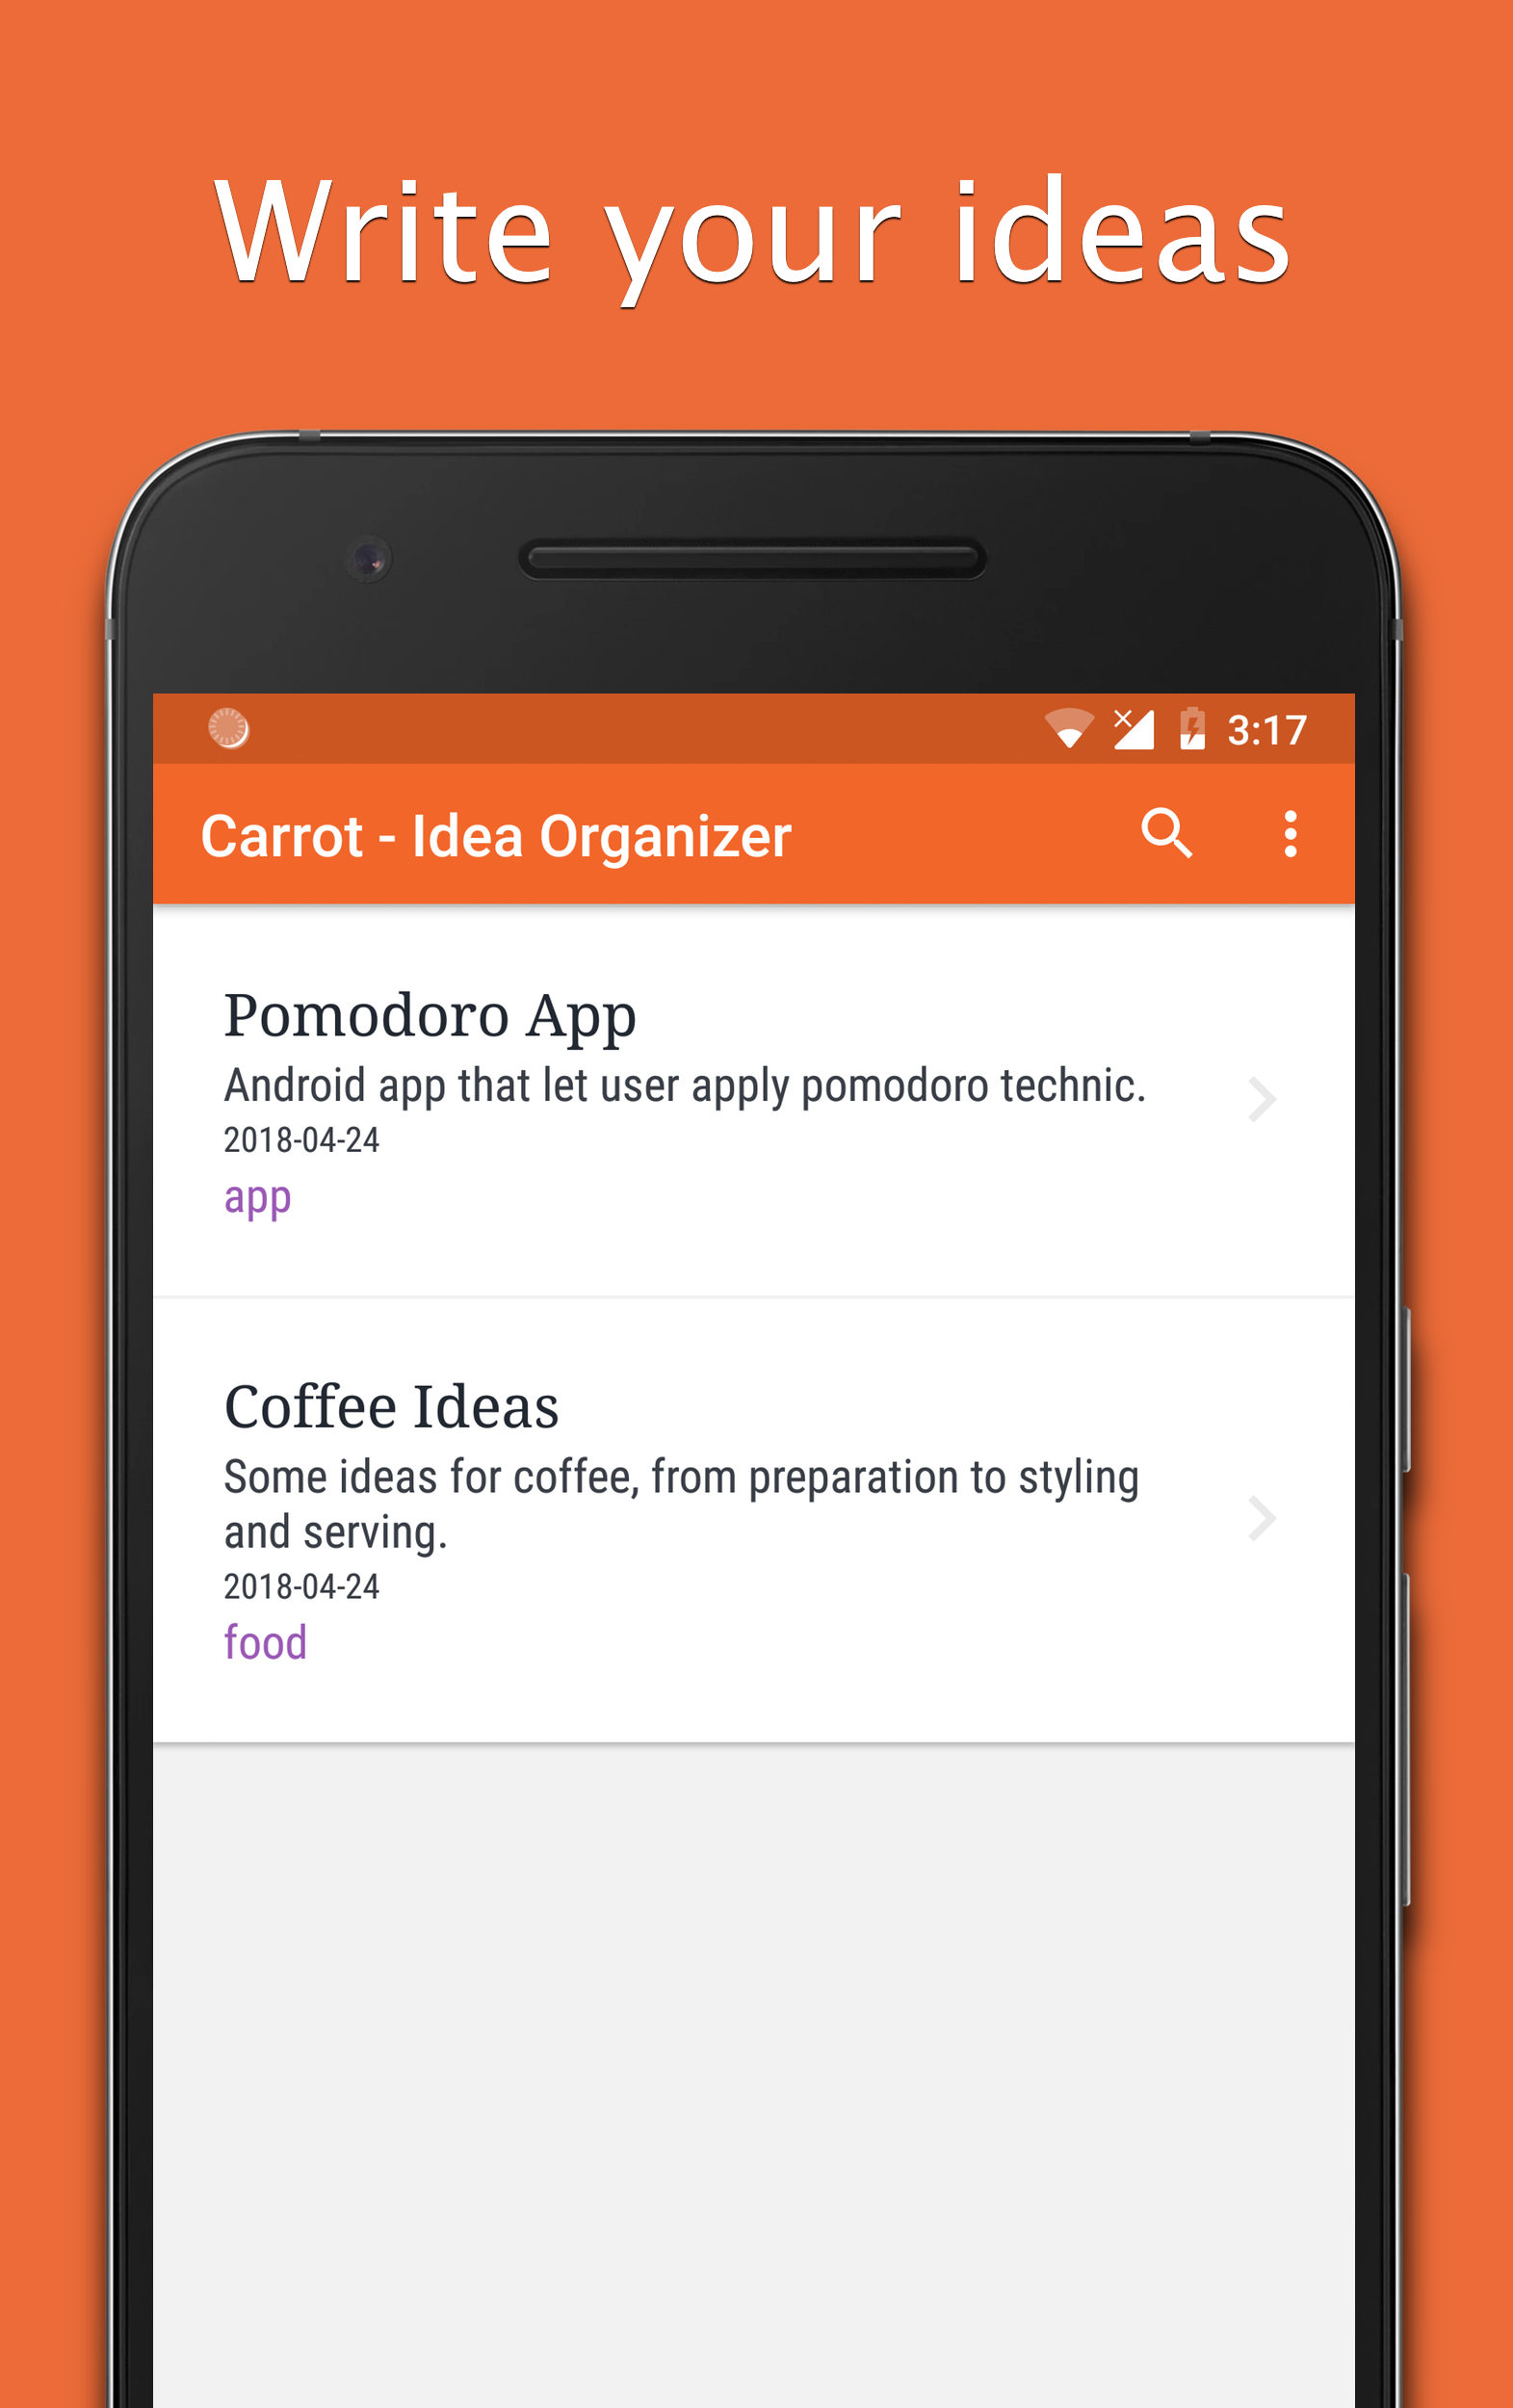 Write your ideas
3:17
Carrot - Idea Organizer
Pomodoro App
Android app that let user apply pomodoro technic.
2018-04-24
app
Coffee Ideas
Some ideas for coffee, from preparation to styling
and serving.
2018-04-24
food